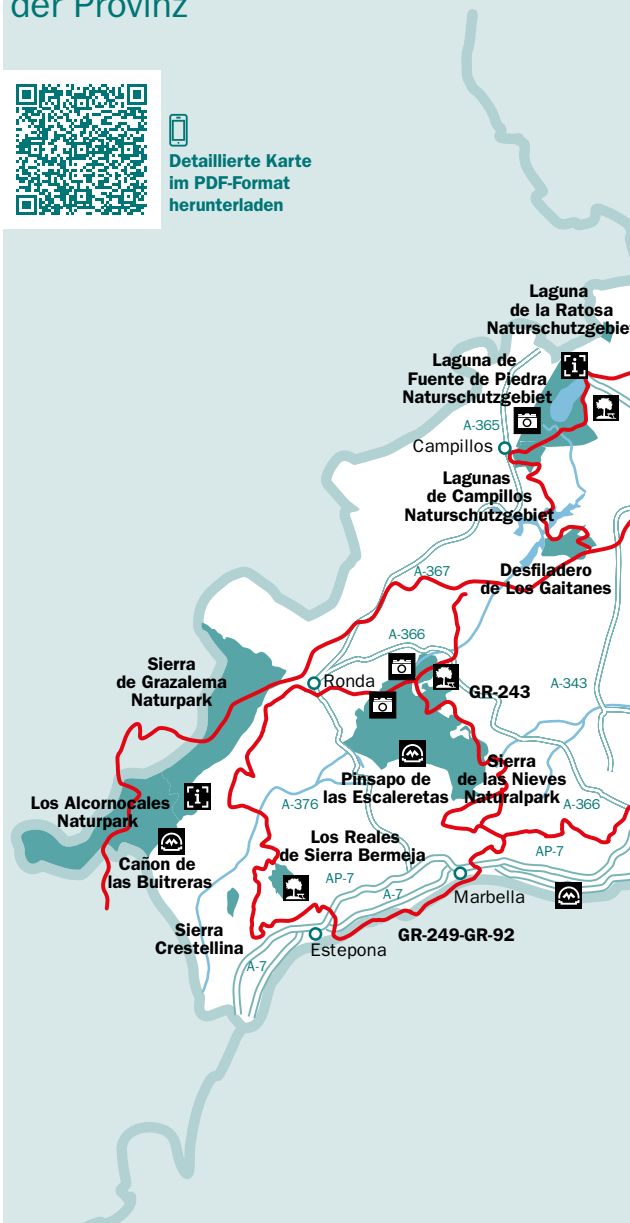 der Provinz
Detaillierte Karte
im PDF-Format
herunterladen
Laguna
de la Ratosa
Naturschutzgebiet
Laguna de
Fuente de Piedra
Naturschutzgebiet
A-365
Campillos
Lagunas
de Campillos
Naturschutzgebiet
Desfiladero
de Los Gaitanes
A-367
A-366
Sierra
de Grazalema
Naturpark
Ronda
GR-243
A-343
Pinsapo de
las Escaleretas
Sierra
de las Nieves
Naturalpark
A-366
Los Alcornocales
Naturpark
A-376
Los Reales
de Sierra Bermeja
Cañon de
las Buitreras
AP-7
AP-7
A-7
Marbella
Sierra
Crestellina
GR-249-GR-92
Estepona
A-7